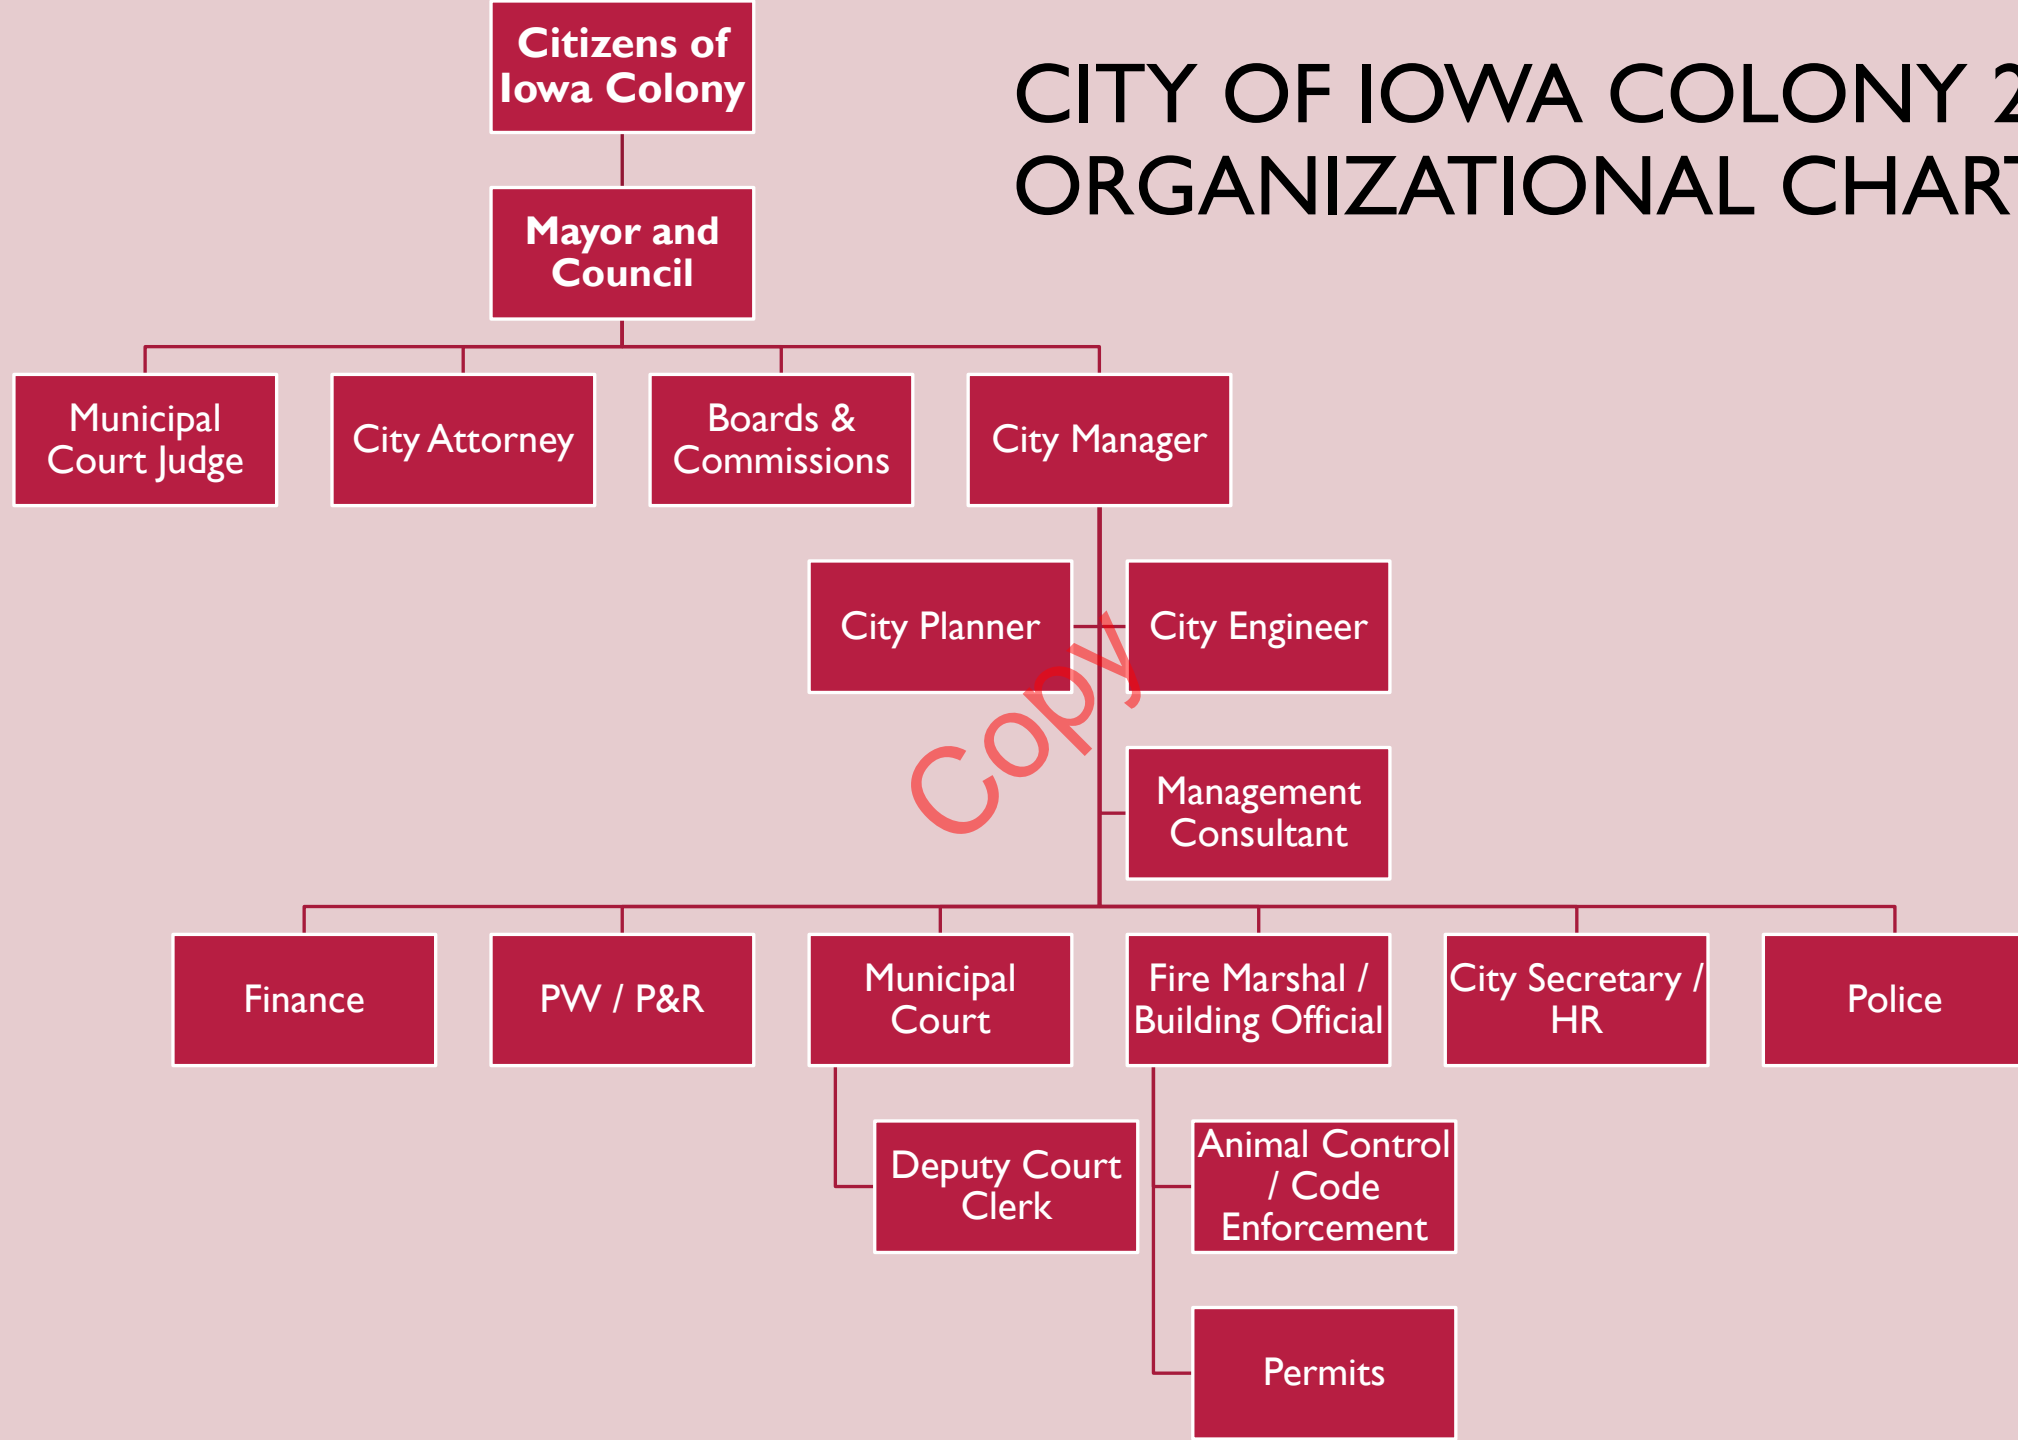 Citizens of
Iowa Colony
CITY OF IOWA COLONY 2
ORGANIZATIONAL CHART
Mayor and
Council
Municipal
Court Judge
City Attorney
Boards &
Commissions
City Manager
City Planner
City Engineer
Copy
Management
Consultant
Finance
PW / P&R
Municipal
Court
Fire Marshal /
Building Official
City Secretary /
HR
Police
Deputy Court
Clerk
Animal Control
/ Code
Enforcement
Permits